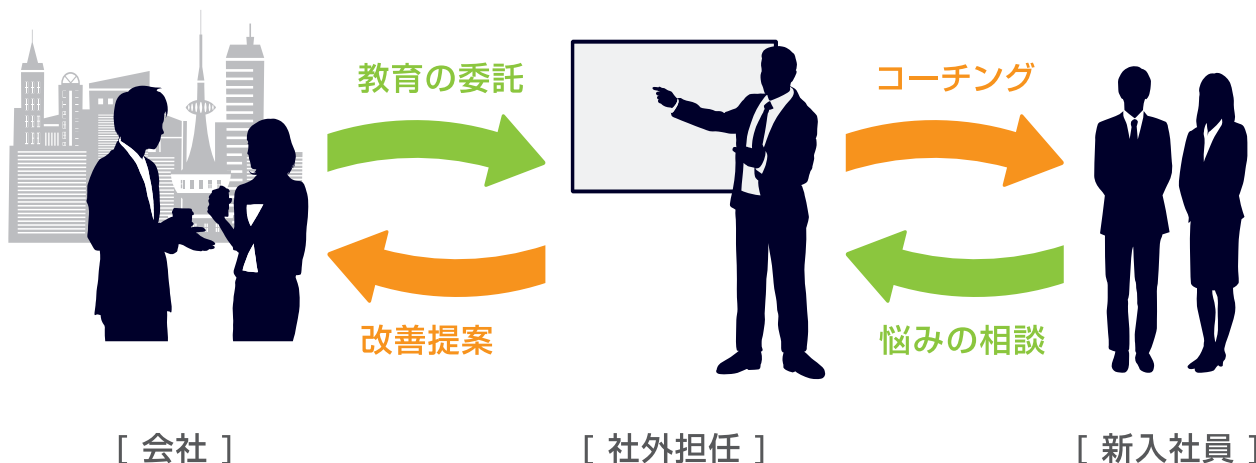 教育の委託
コーチング
改善提案
悩みの相談
[ 会社 ]
[ 社外担任 ]
[ 新入社員 ]